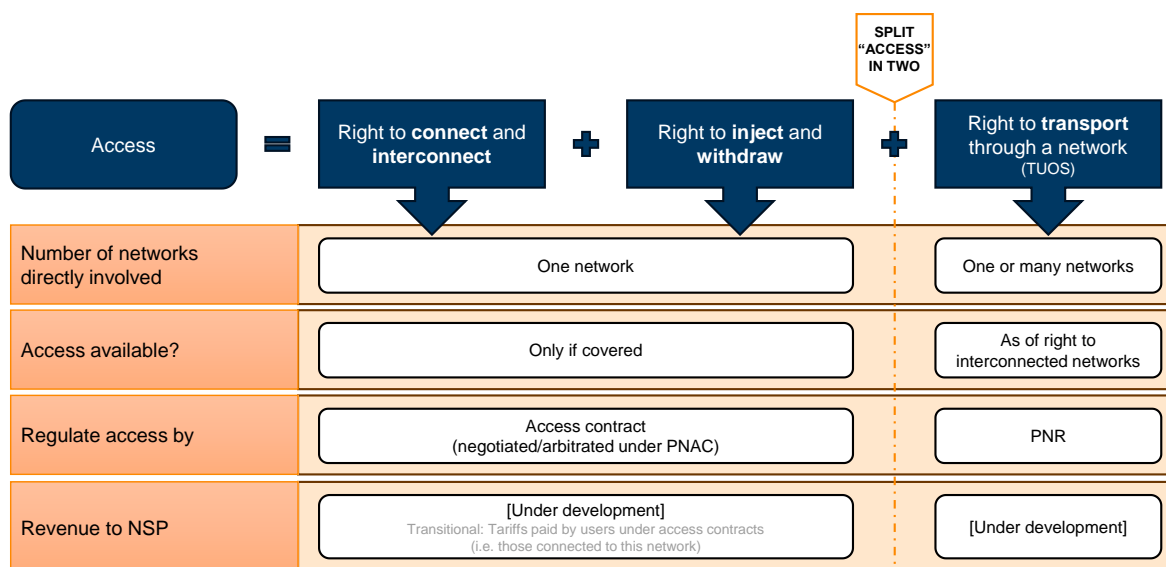 SPLIT
“ACCESS”
IN TWO
Access
=
Right to connect and
interconnect
+
Right to inject and
withdraw
+
Right to transport
through a network
(TUOS)
Number of networks
directly involved
One network
One or many networks
Access available?
Only if covered
As of right to
interconnected networks
Regulate access by
Access contract
(negotiated/arbitrated under PNAC)
PNR
Revenue to NSP
[Under development]
Transitional: Tariffs paid by users under access contracts
(i.e. those connected to this network)
[Under development]